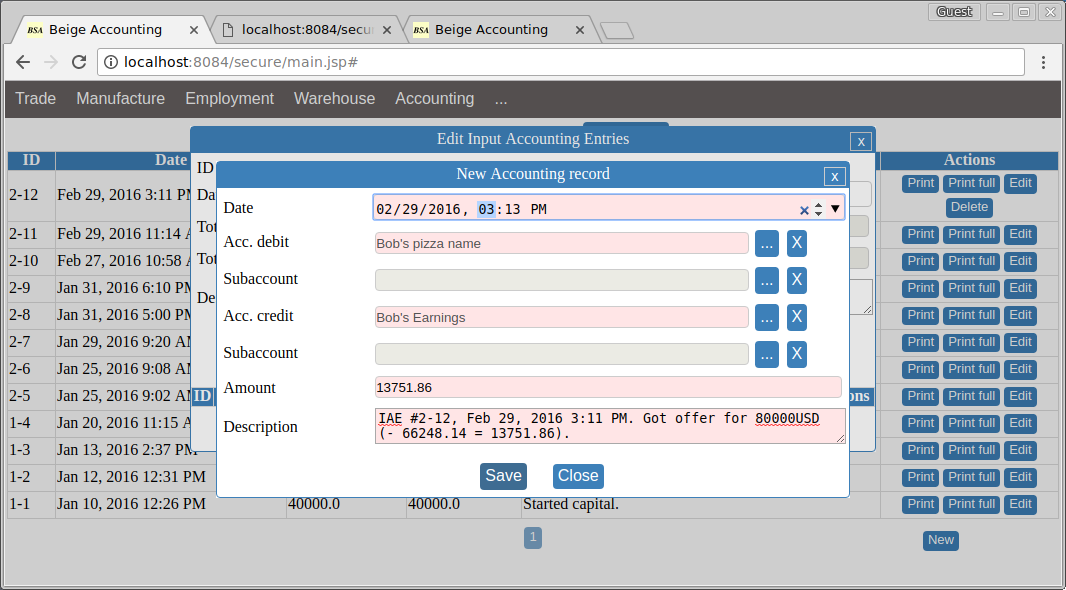 Guest
BSA Beige Accounting
localhost:8084/secu
BSA Beige Accounting
localhost:8084/secure/main.jsp#
Trade Manufacture Employment Warehouse Accounting ...
Edit Input Accounting Entries x
ID Date Actions
ID
New Accounting record x
2-12 Feb 29, 2016 3:11 PM Print Print full Edit
Delete
Da
Date 02/29/2016, 03:13 PM
Tot
2-11 Feb 29, 2016 11:14 A Print Print full Edit
Acc. debit Bob's pizza name ... X
Tot
2-10 Feb 27, 2016 10:58 A Print Print full Edit
Subaccount ... X
2-9 Jan 31, 2016 6:10 PM Print Print full Edit
De
2-8 Jan 31, 2016 5:00 PM Print Print full Edit
Acc. credit Bob's Earnings ... X
2-7 Jan 29, 2016 9:20 AM Print Print full Edit
Subaccount ... X
2-6 Jan 25, 2016 9:08 AM Print Print full Edit
Amount 13751.86
2-5 Jan 25, 2016 9:02 AM Print Print full Edit
ID ons
1-4 Jan 20, 2016 11:15 A Print Print full Edit
Description IAE #2-12, Feb 29, 2016 3:11 PM. Got offer for 80000USD
(- 66248.14 = 13751.86).
1-3 Jan 13, 2016 2:37 PM Print Print full Edit
1-2 Jan 12, 2016 12:31 PM Print Print full Edit
Save Close
1-1 Jan 10, 2016 12:26 PM 40000.0 40000.0 Started capital. Print Print full Edit
1 New